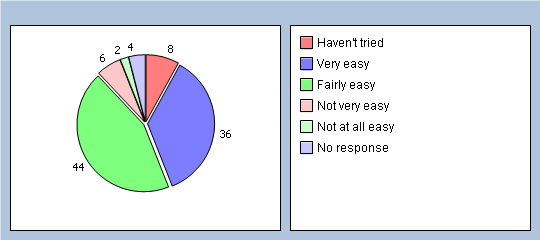 8
36
44
6
2
4
Haven't tried
Very easy
Fairly easy
Not very easy
Not at all easy
No response